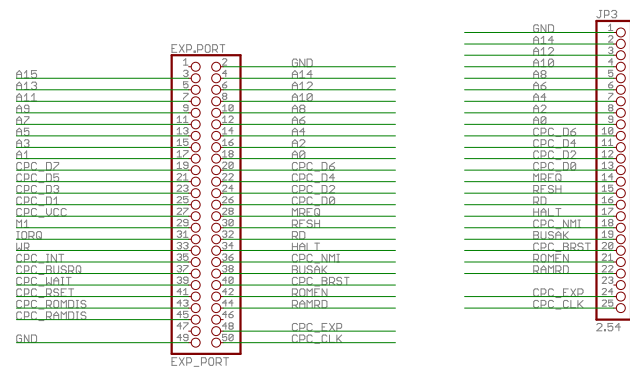 EXP.PORT
1 2 GND
A15 3 4 A14
A13 5 6 A12
A11 7 8 A10
A9 9 10 A8
A7 11 12 A6
A5 13 14 A4
A3 15 16 A2
A1 17 18 A0
CPC_D7 19 20 CPC_D6
CPC_D5 21 22 CPC_D4
CPC_D3 23 24 CPC_D2
CPC_D1 25 26 CPC_D0
CPC_VCC 27 28 MREQ
M1 29 30 RFSH
IORQ 31 32 RD
WR 33 34 HALT
CPC_INT 35 36 CPC_NMI
CPC_BUSRQ 37 38 BUSAK
CPC_WAIT 39 40 CPC_BRST
CPC_RSET 41 42 ROMEN
CPC_ROMDIS 43 44 RAMRD
CPC_RAMDIS 45 46
47 48 CPC_EXP
GND 49 50 CPC_CLK
EXP_PORT
JP3
GND 1
A14 2
A12 3
A10 4
A8 5
A6 6
A4 7
A2 8
A0 9
CPC_D6 10
CPC_D4 11
CPC_D2 12
CPC_D0 13
MREQ 14
RFSH 15
RD 16
HALT 17
CPC_NMI 18
BUSAK 19
CPC_BRST 20
ROMEN 21
RAMRD 22
23
CPC_EXP 24
CPC_CLK 25
2.54